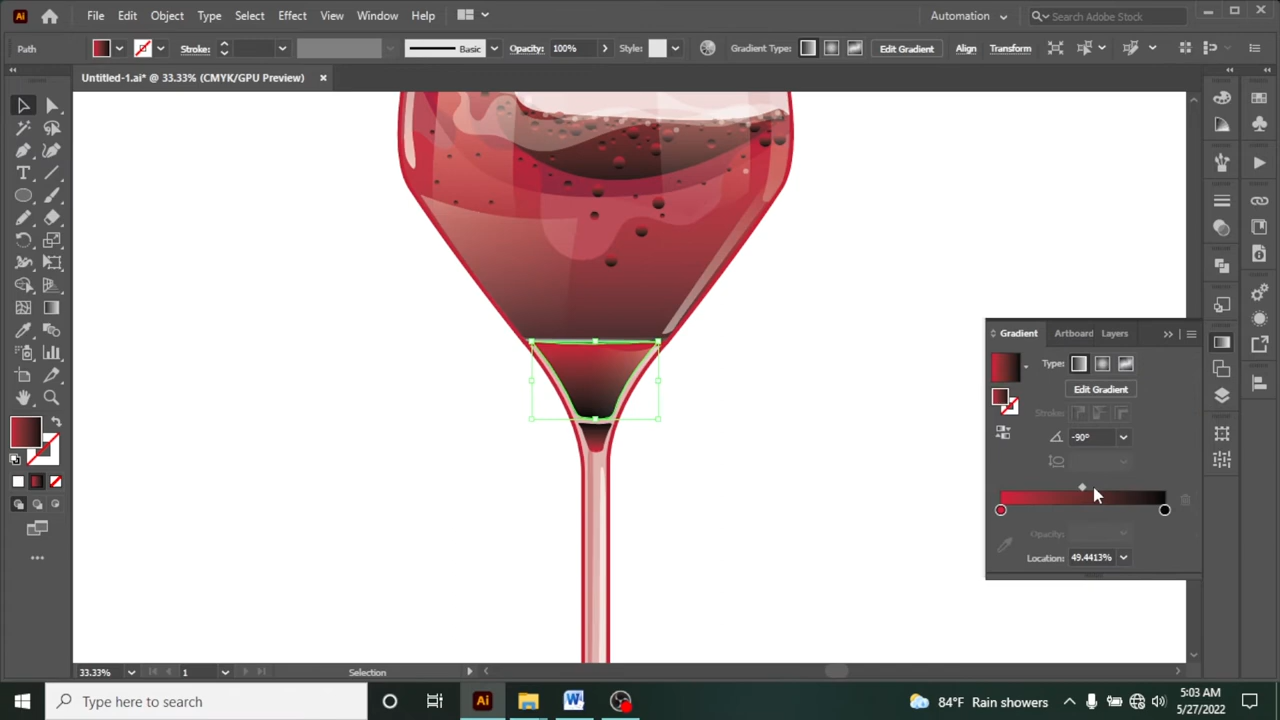 Ai File Edit Object Type Select Effect View Window Help Automation Search Adobe Stock
Path Stroke: Basic Opacity: 100% Style: Gradient Type: Edit Gradient Align Transform
Untitled-1.ai* @ 33.33% (CMYK/GPU Preview) ×
Gradient Artboard Layers
Type:
Edit Gradient
Stroke:
-90°
Opacity:
Location: 49.4413%
33.33% 1 Selection
Type here to search Ai W 84°F Rain showers 5:03 AM
5/27/2022